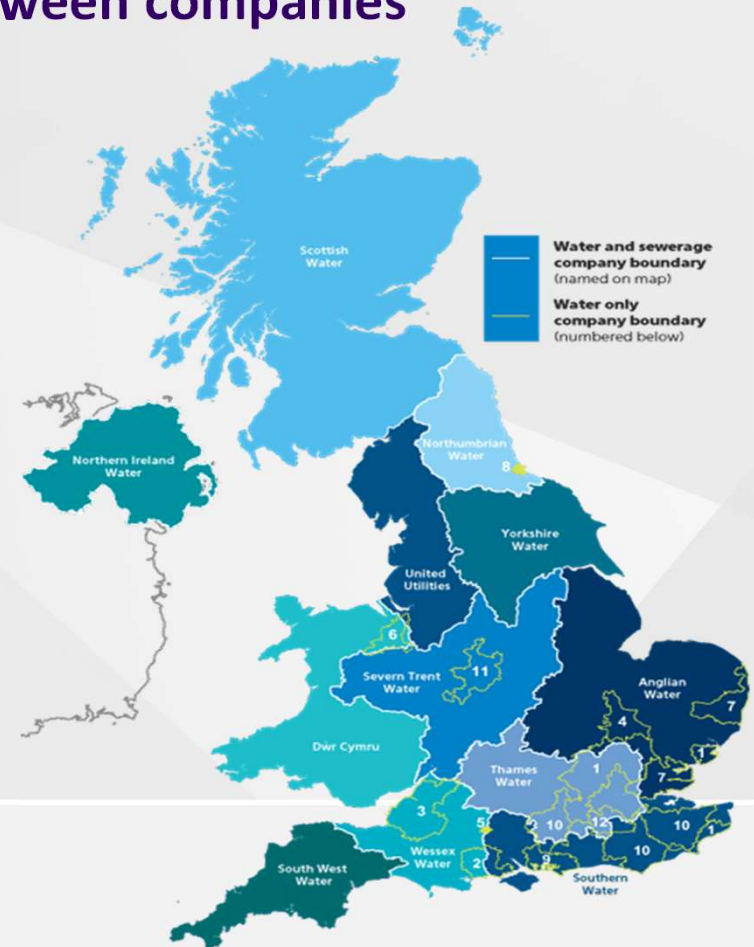 ween companies
Scottish
Water
Water and sewerage
company boundary
(named on map)
Water only
company boundary
(numbered below)
Northumbrian
Water
8
Northern Ireland
Water
Yorkshire
Water
United
Utilities
6
Severn Trent
Water
11
Anglian
Water
7
4
Dŵr Cymru
1
Thames
Water
1
7
3
5
10
12
10
1
Wessex
Water
2
9
10
South West
Water
Southern
Water